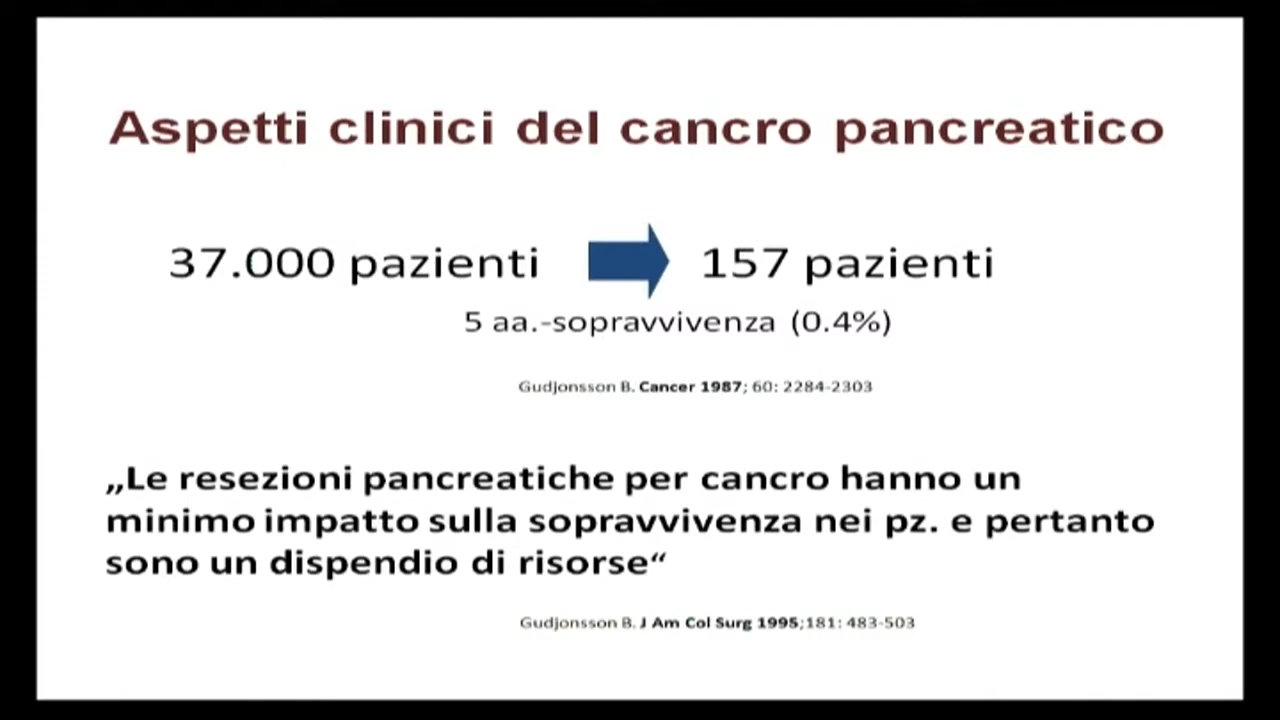 Aspetti clinici del cancro pancreatico
37.000 pazienti 157 pazienti
5 aa.-sopravvivenza (0.4%)
Gudjonsson B. Cancer 1987; 60: 2284-2303
„Le resezioni pancreatiche per cancro hanno un
minimo impatto sulla sopravvivenza nei pz. e pertanto
sono un dispendio di risorse“
Gudjonsson B. J Am Col Surg 1995;181: 483-503